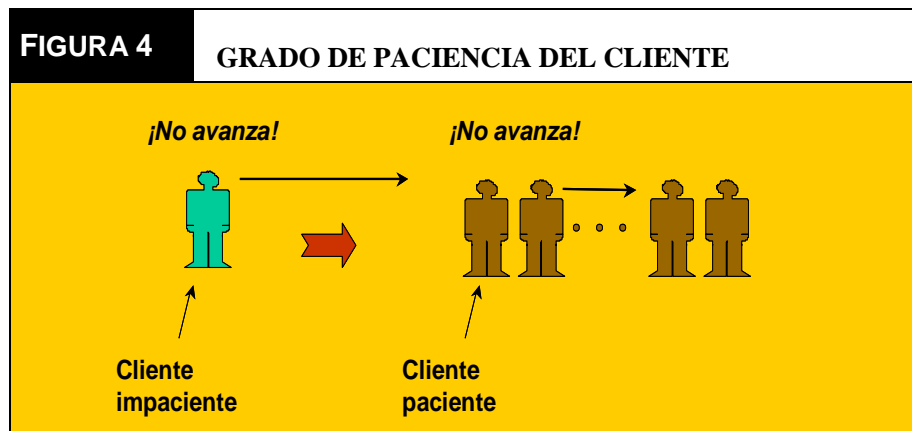 FIGURA 4
GRADO DE PACIENCIA DEL CLIENTE
¡No avanza! ¡No avanza!
Cliente
impaciente
Cliente
paciente